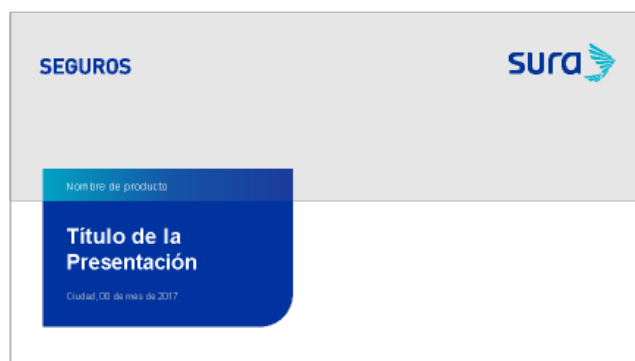 SEGUROS
sura
Nombre de producto
Título de la
Presentación
Ciudad, 00 de mes de 2017